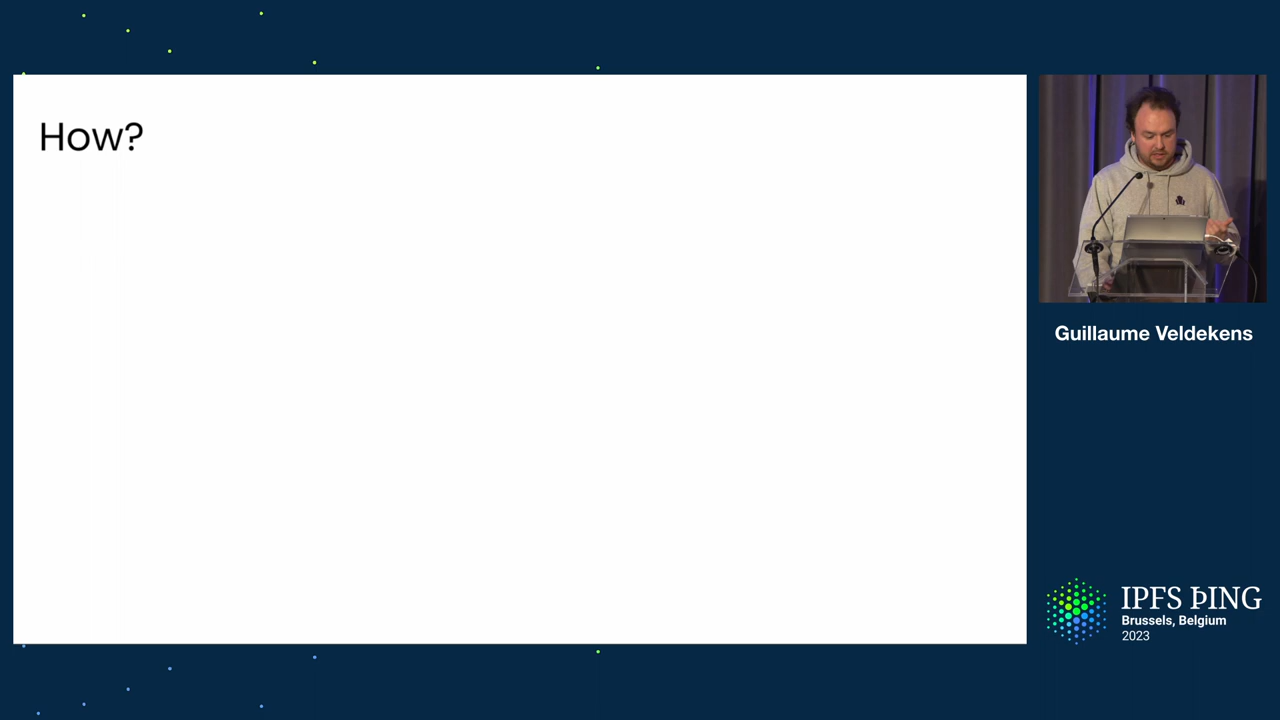 How?
Guillaume Veldekens
IPFS ÞING
Brussels, Belgium
2023